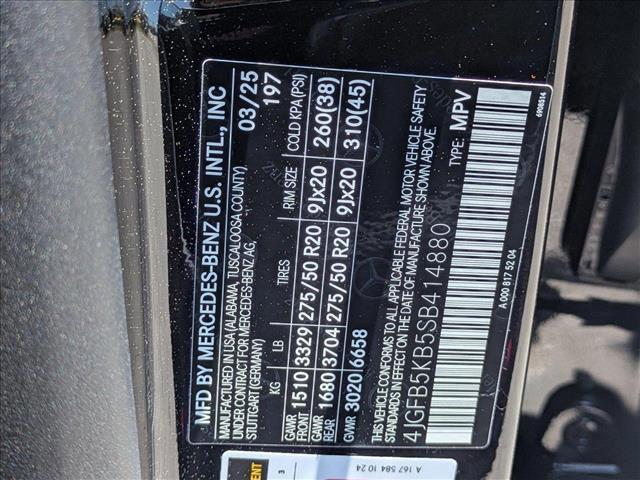 MFD BY MERCEDES-BENZ U.S. INTL., INC
MANUFACTURED IN USA (ALABAMA, TUSCALOOSA COUNTY)
UNDER CONTRACT FOR MERCEDES-BENZ AG,
STUTTGART (GERMANY)
03/25
197
KG LB TIRES RIM SIZE COLD KPA (PSI)
GAWR FRONT 1510 3329 275/50 R20 9Jx20 260(38)
GAWR REAR 1680 3704 275/50 R20 9Jx20 310(45)
GVWR 3020 6658
THIS VEHICLE CONFORMS TO ALL APPLICABLE FEDERAL MOTOR VEHICLE SAFETY
STANDARDS IN EFFECT ON THE DATE OF MANUFACTURE SHOWN ABOVE.
4JGFB5KB5SB414880 TYPE: MPV
A 000 817 52 04
6908514
A 167 584 10 24
3